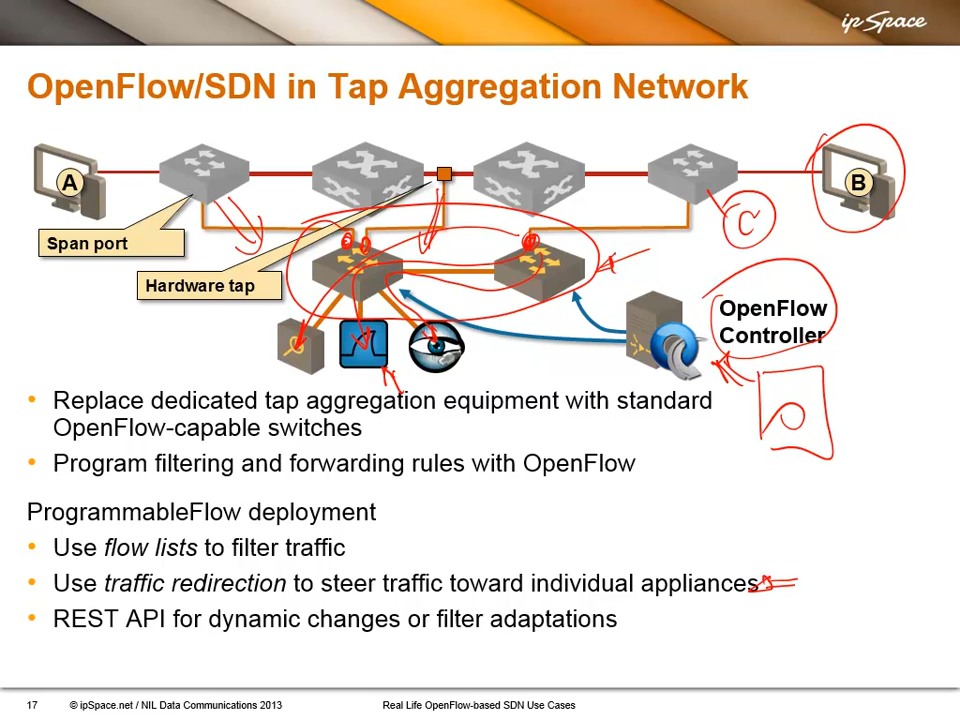 ipSpace
OpenFlow/SDN in Tap Aggregation Network
A
B
Span port
C
Hardware tap
OpenFlow
Controller
• Replace dedicated tap aggregation equipment with standard
OpenFlow-capable switches
• Program filtering and forwarding rules with OpenFlow
ProgrammableFlow deployment
• Use flow lists to filter traffic
• Use traffic redirection to steer traffic toward individual appliances
• REST API for dynamic changes or filter adaptations
17 © ipSpace.net / NIL Data Communications 2013 Real Life OpenFlow-based SDN Use Cases